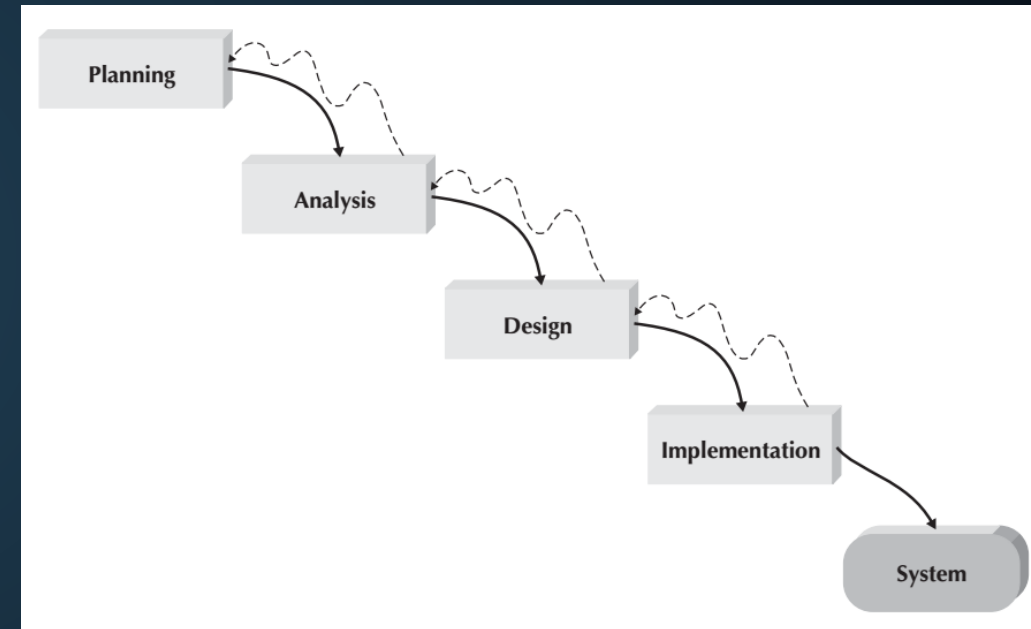 Planning
Analysis
Design
Implementation
System